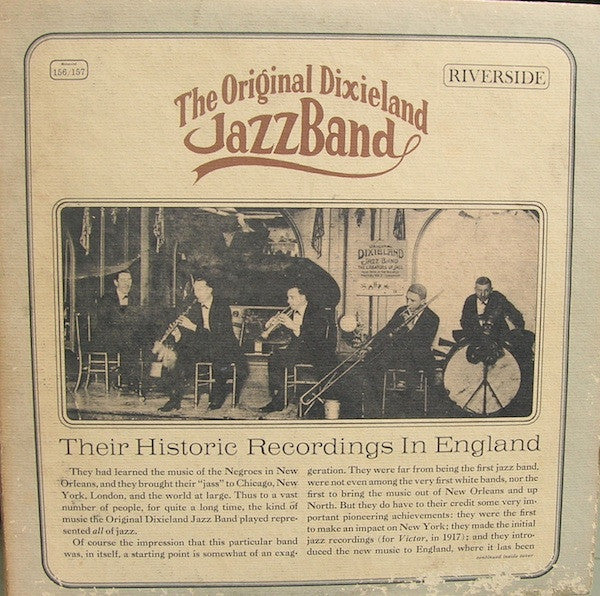 Monaural
156/157
RIVERSIDE
The Original Dixieland
JazzBand
DIXIELAND
JAZZ BAND
THE CREATORS OF JAZZ
Their Historic Recordings In England
They had learned the music of the Negroes in New
Orleans, and they brought their “jass” to Chicago, New
York, London, and the world at large. Thus to a vast
number of people, for quite a long time, the kind of
music the Original Dixieland Jazz Band played repre-
sented all of jazz.
Of course the impression that this particular band
was, in itself, a starting point is somewhat of an exag-
geration. They were far from being the first jazz band,
were not even among the very first white bands, nor the
first to bring the music out of New Orleans and up
North. But they do have to their credit some very im-
portant pioneering achievements: they were the first
to make an impact on New York; they made the initial
jazz recordings (for Victor, in 1917); and they intro-
duced the new music to England, where it has been
continued inside cover